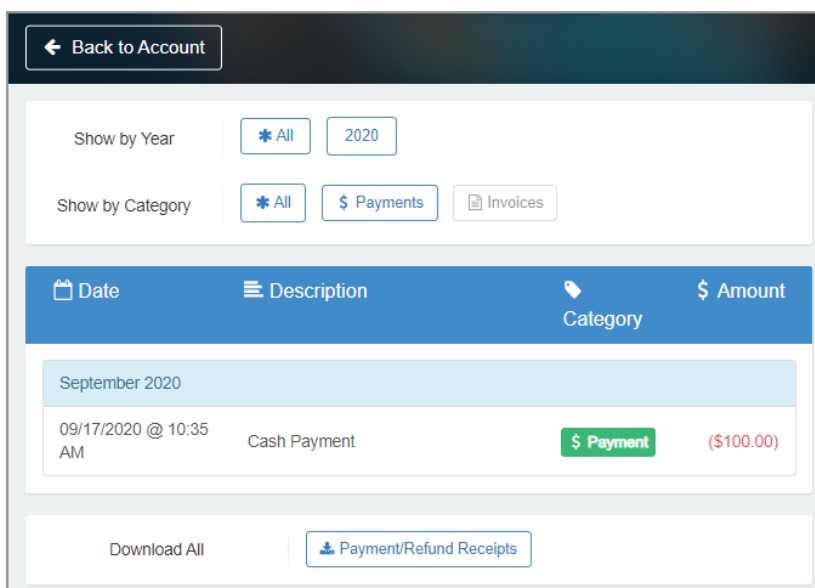 Back to Account
Show by Year
All
2020
Show by Category
All
$ Payments
Invoices
Date
Description
Category
$ Amount
September 2020
09/17/2020 @ 10:35
AM
Cash Payment
$ Payment
($100.00)
Download All
Payment/Refund Receipts